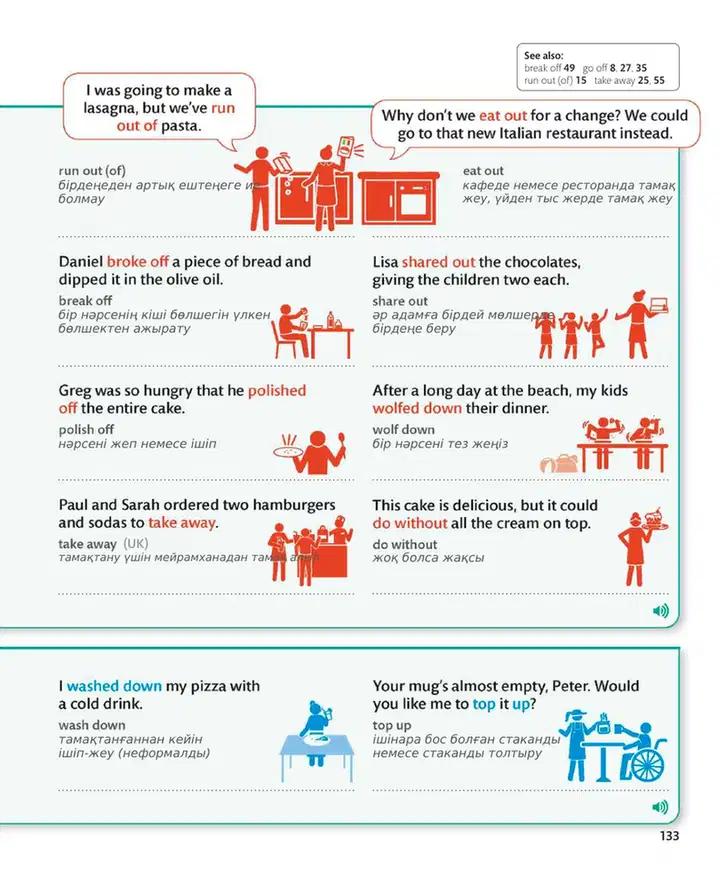 See also:
break off 49 go off 8, 27, 35
run out (of) 15 take away 25, 55
I was going to make a
lasagna, but we've run
out of pasta.
Why don't we eat out for a change? We could
go to that new Italian restaurant instead.
run out (of)
бірдеңеден артық ештеңеге ие
болмау
eat out
кафеде немесе ресторанда тамақ
жеу, үйден тыс жерде тамақ жеу
Daniel broke off a piece of bread and
dipped it in the olive oil.
break off
бір нәрсенің кіші бөлшегін үлкен
бөлшектен ажырату
Lisa shared out the chocolates,
giving the children two each.
share out
әр адамға бірдей мөлшерде
бірдеңе беру
Greg was so hungry that he polished
off the entire cake.
polish off
нәрсені жеп немесе ішіп
After a long day at the beach, my kids
wolfed down their dinner.
wolf down
бір нәрсені тез жеңіз
Paul and Sarah ordered two hamburgers
and sodas to take away.
take away (UK)
тамақтану үшін мейрамханадан тамақ
This cake is delicious, but it could
do without all the cream on top.
do without
жоқ болса жақсы
I washed down my pizza with
a cold drink.
wash down
тамақтанғаннан кейін
ішіп-жеу (неформалды)
Your mug's almost empty, Peter. Would
you like me to top it up?
top up
ішінара бос болған стаканды
немесе стаканды толтыру
133